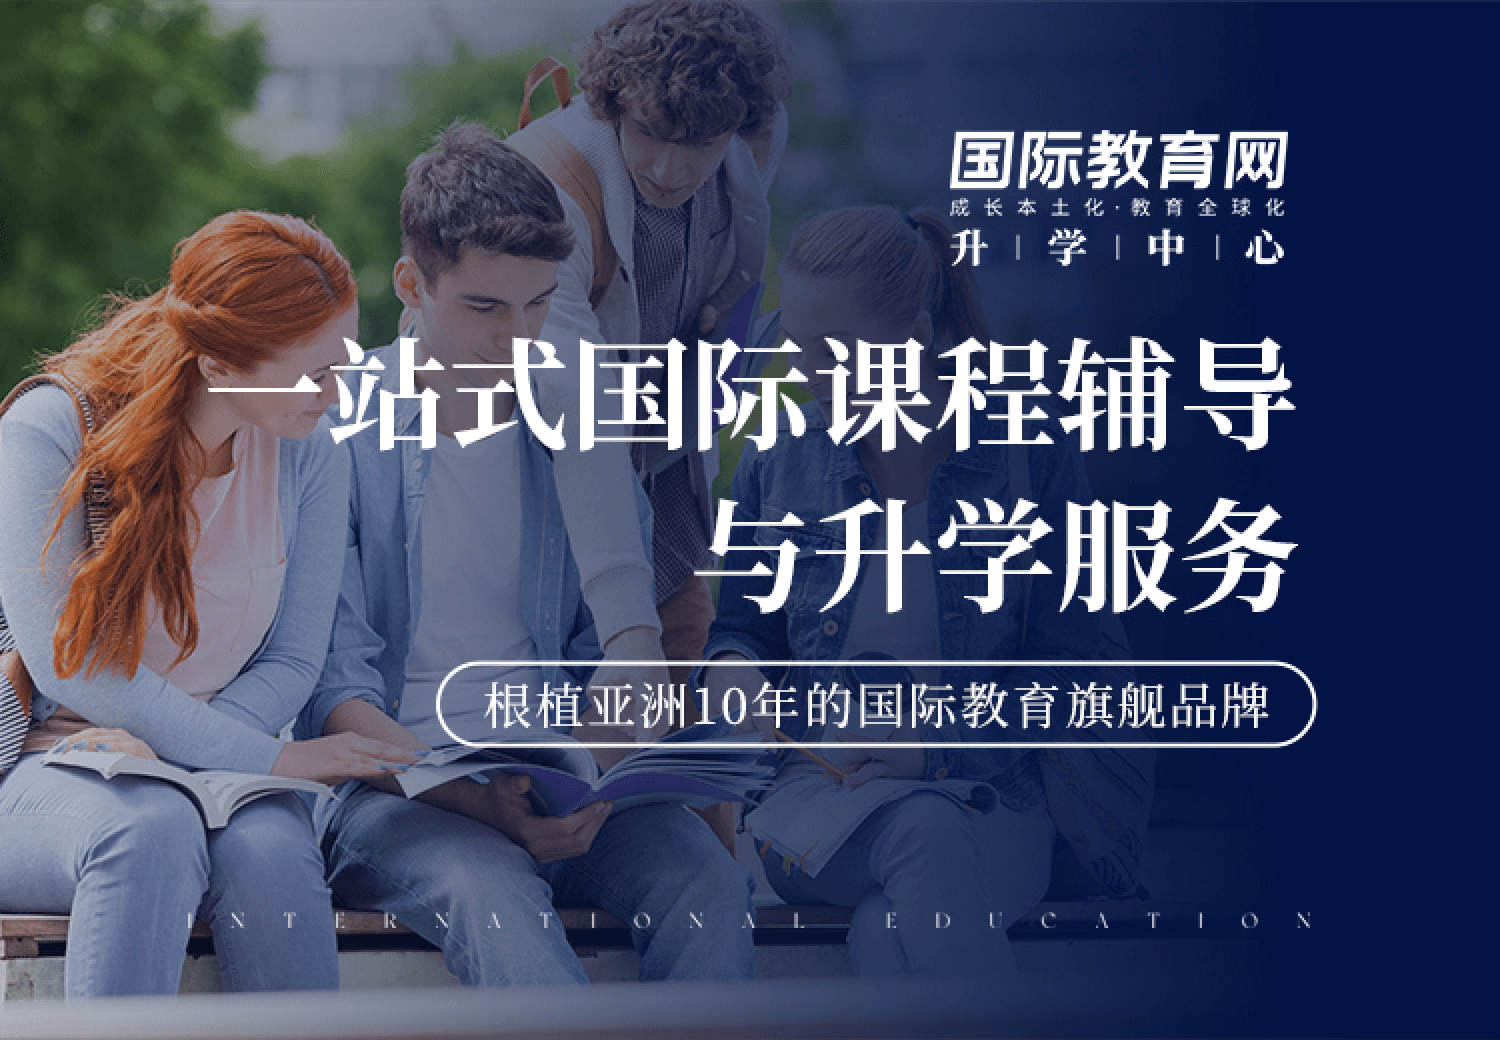 国际教育网
成长本土化·教育全球化
升|学|中|心
一站式国际课程辅导
与升学服务
根植亚洲10年的国际教育旗舰品牌
INTERNATIONAL EDUCATION